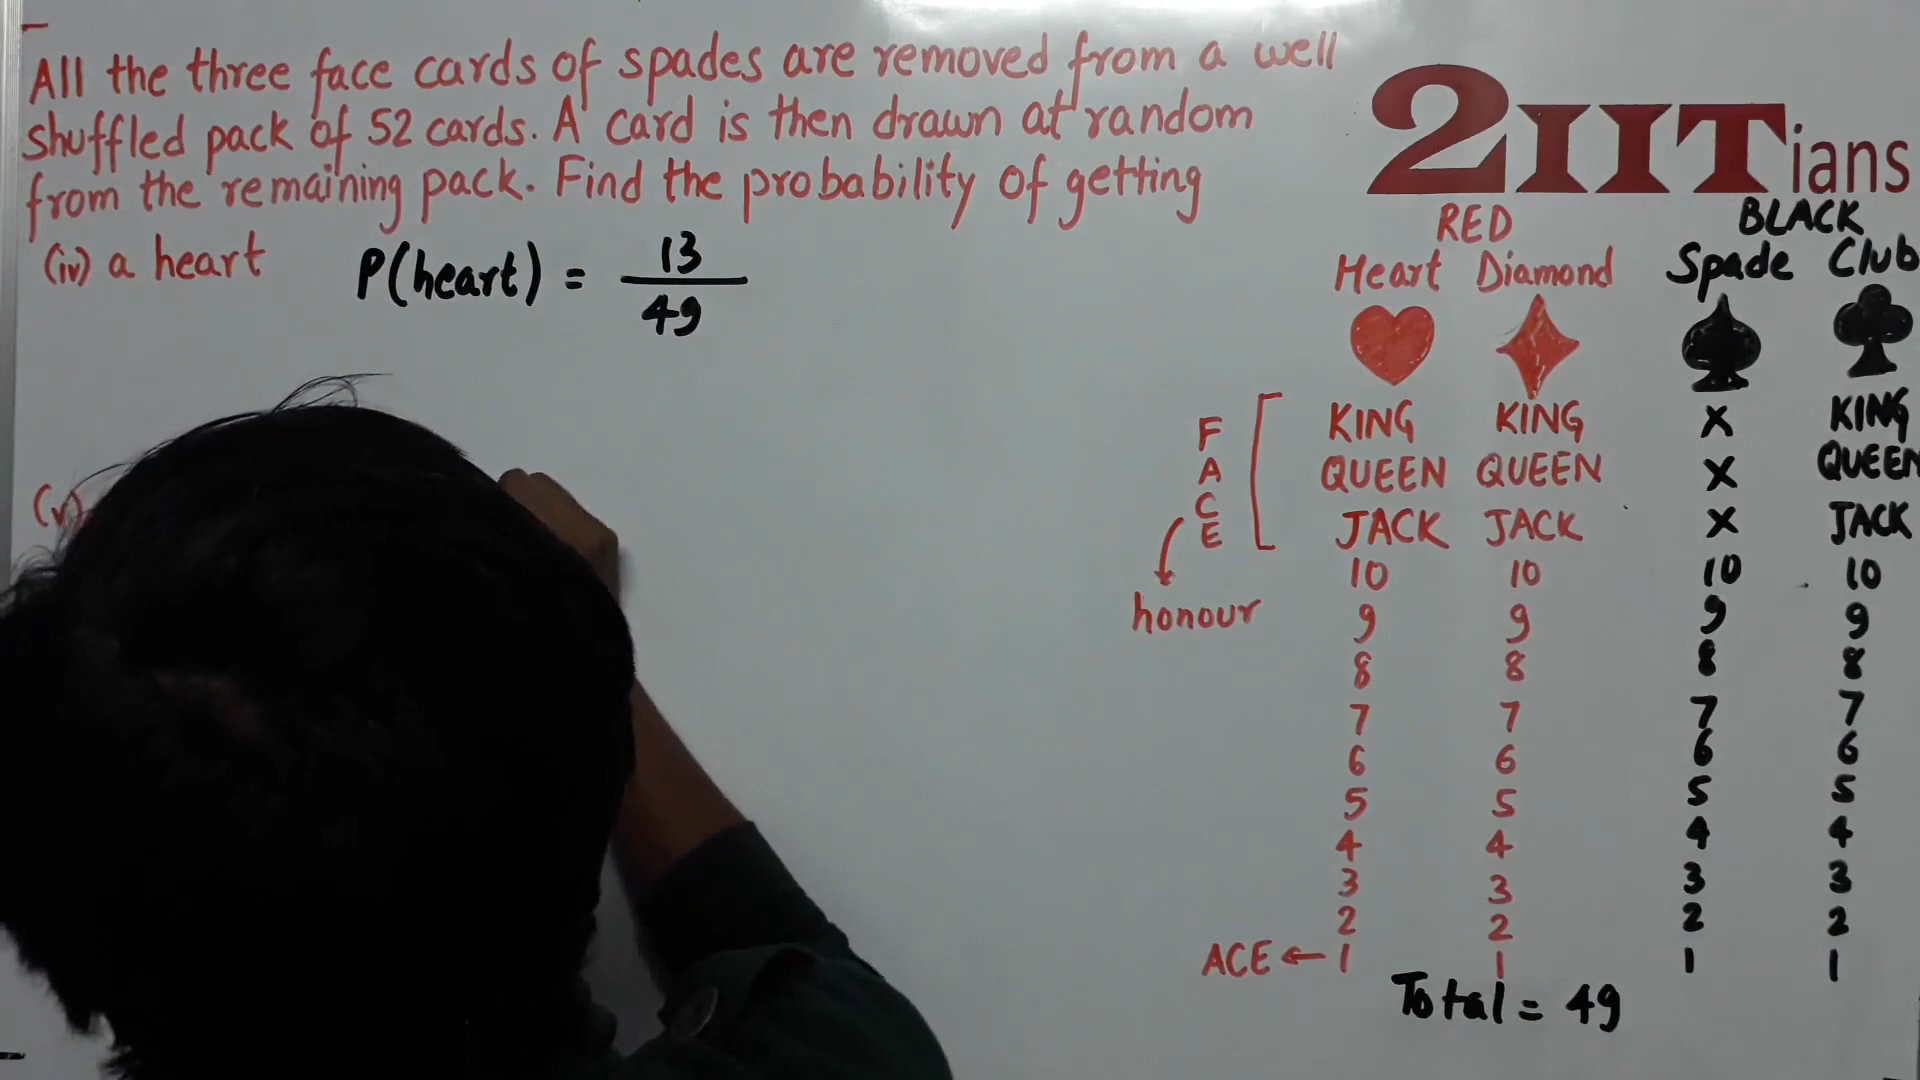 All the three face cards of spades are removed from a well
shuffled pack of 52 cards. A card is then drawn at random
from the remaining pack. Find the probability of getting
(iv) a heart
P(heart) = 13/49
(v)
2IITians
RED BLACK
Heart Diamond Spade Club
FACE
honour
KING KING X KING
QUEEN QUEEN X QUEEN
JACK JACK X JACK
10 10 10 10
9 9 9 9
8 8 8 8
7 7 7 7
6 6 6 6
5 5 5 5
4 4 4 4
3 3 3 3
2 2 2 2
ACE ← 1 1 1 1
Total = 49